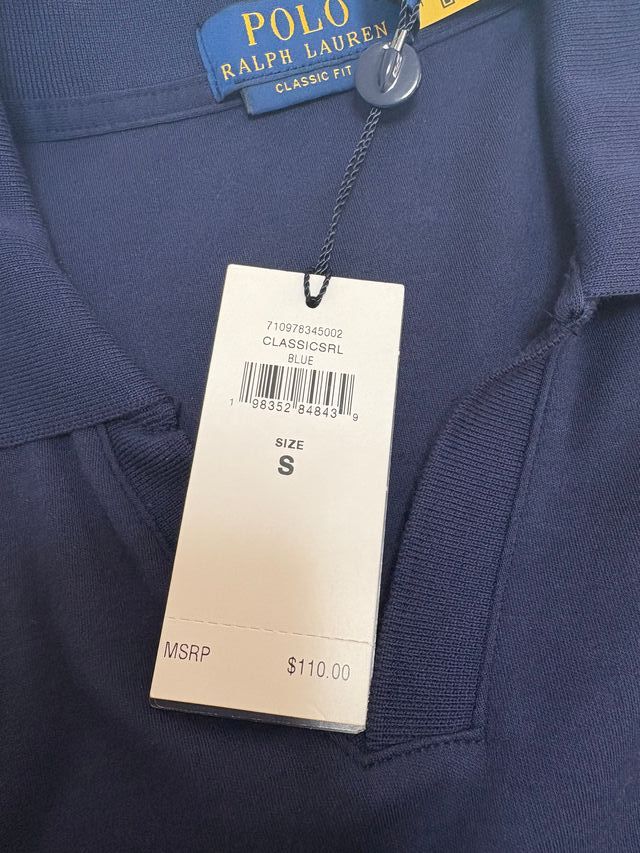 POLO
RALPH LAUREN
CLASSIC FIT
710978345002
CLASSICSRL
BLUE
1 98352 84843 9
SIZE
S
MSRP $110.00